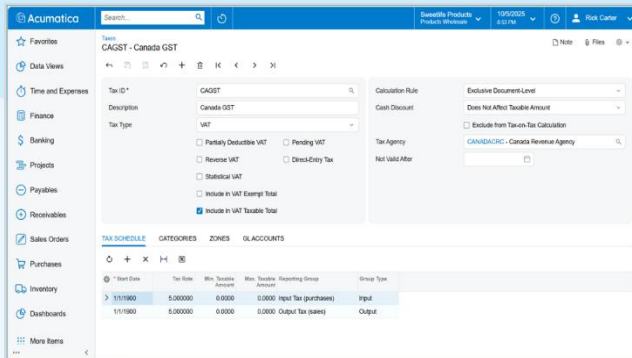 Acumatica
Search...
Sweetlife Products
Products Wholesale
10/5/2025
6:53 PM
Rick Carter
Favorites
Data Views
Time and Expenses
Finance
Banking
Projects
Payables
Receivables
Sales Orders
Purchases
Inventory
Dashboards
More Items
Taxes
CAGST - Canada GST
Note
Files
Tax ID *
CAGST
Description
Canada GST
Tax Type
VAT
Partially Deductible VAT
Pending VAT
Reverse VAT
Direct-Entry Tax
Statistical VAT
Include in VAT Exempt Total
Include in VAT Taxable Total
Calculation Rule
Exclusive Document-Level
Cash Discount
Does Not Affect Taxable Amount
Exclude from Tax-on-Tax Calculation
Tax Agency
CANADACRC - Canada Revenue Agency
Not Valid After
TAX SCHEDULE CATEGORIES ZONES GL ACCOUNTS
* Start Date Tax Rate Min. Taxable Amount Max. Taxable Amount Reporting Group Group Type
1/1/1900 5.000000 0.0000 0.0000 Input Tax (purchases) Input
1/1/1900 5.000000 0.0000 0.0000 Output Tax (sales) Output